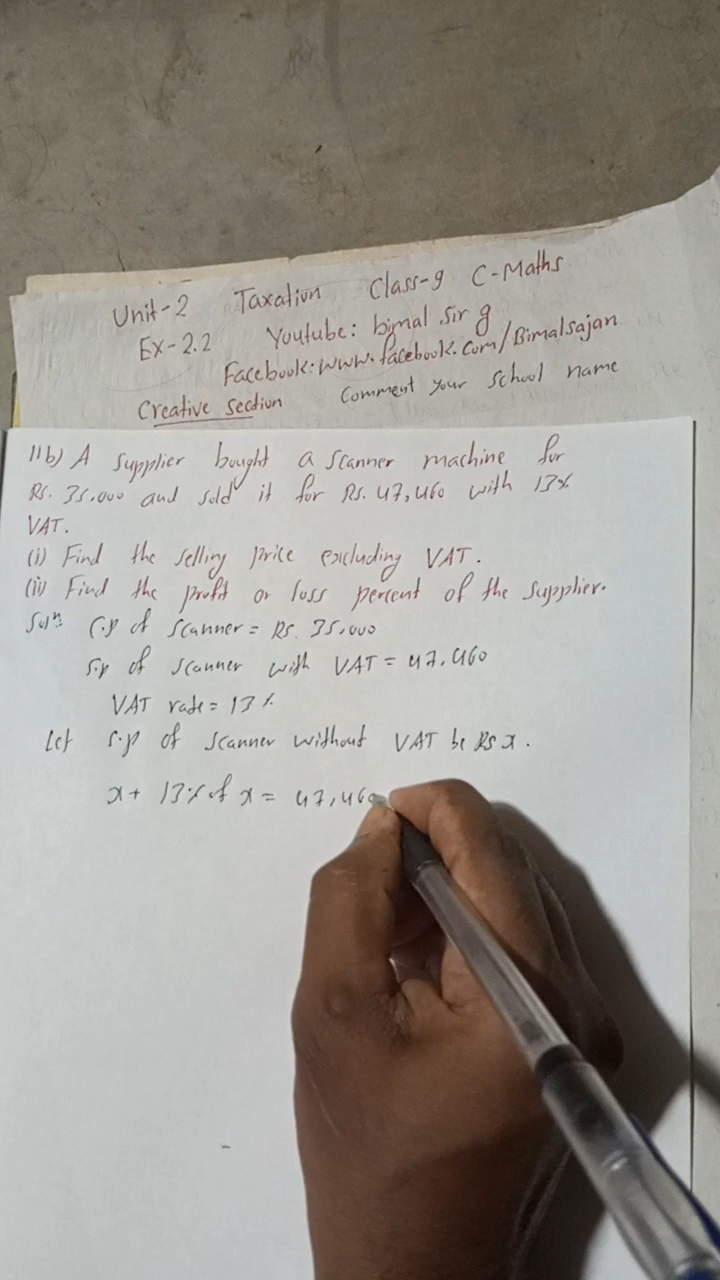 Unit-2 Taxation Class-9 C-Maths
Ex-2.2 Youtube: bimal sir g
Facebook: www.facebook.com/Bimalsajan
Creative section Comment your school name
11b) A supplier bought a scanner machine for
Rs. 35,000 and sold it for Rs. 47,460 with 13%
VAT.
(i) Find the selling price excluding VAT.
(ii) Find the profit or loss percent of the supplier.
Soln: C.p of scanner = Rs. 35,000
s.p of scanner with VAT = 47,460
VAT rate = 13%
Let s.p of scanner without VAT be Rs x.
x + 13% of x = 47,460